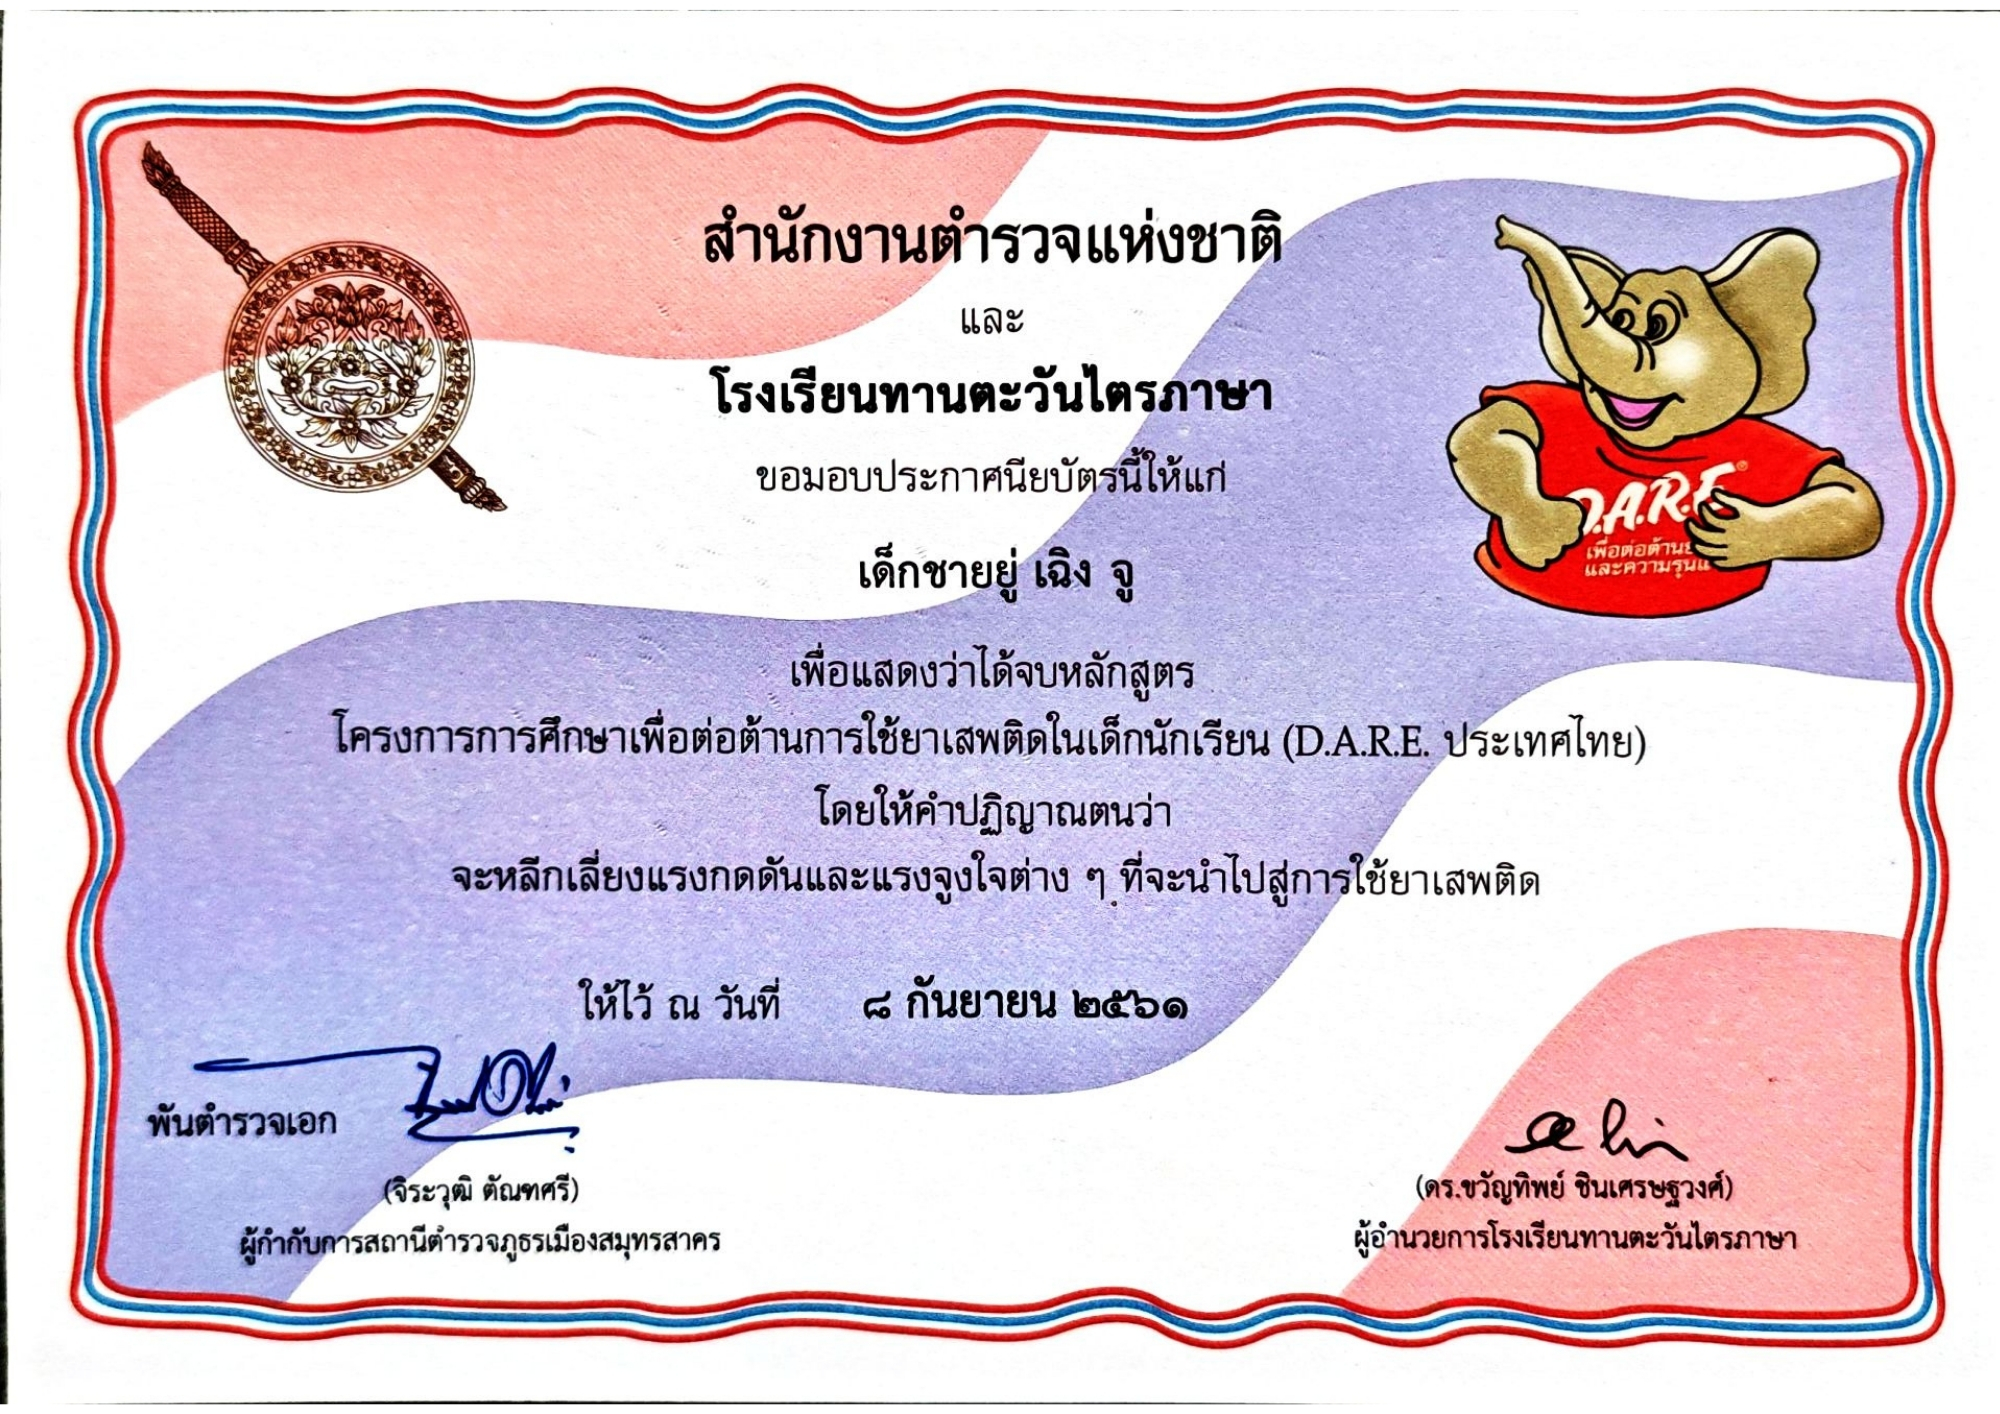 สำนักงานตำรวจแห่งชาติ
และ
โรงเรียนทานตะวันไตรภาษา
ขอมอบประกาศนียบัตรนี้ให้แก่
เด็กชายยู่ เฉิง จู
D.A.R.E ®
เพื่อต่อต้าน
และความรุน
เพื่อแสดงว่าได้จบหลักสูตร
โครงการการศึกษาเพื่อต่อต้านการใช้ยาเสพติดในเด็กนักเรียน (D.A.R.E. ประเทศไทย)
โดยให้คำปฏิญาณตนว่า
จะหลีกเลี่ยงแรงกดดันและแรงจูงใจต่าง ๆ ที่จะนำไปสู่การใช้ยาเสพติด
ให้ไว้ ณ วันที่ ๘ กันยายน ๒๕๖๑
พันตำรวจเอก
(จิระวุฒิ ตัณฑศรี)
ผู้กำกับการสถานีตำรวจภูธรเมืองสมุทรสาคร
(ดร.ขวัญทิพย์ ชินเศรษฐวงศ์)
ผู้อำนวยการโรงเรียนทานตะวันไตรภาษา